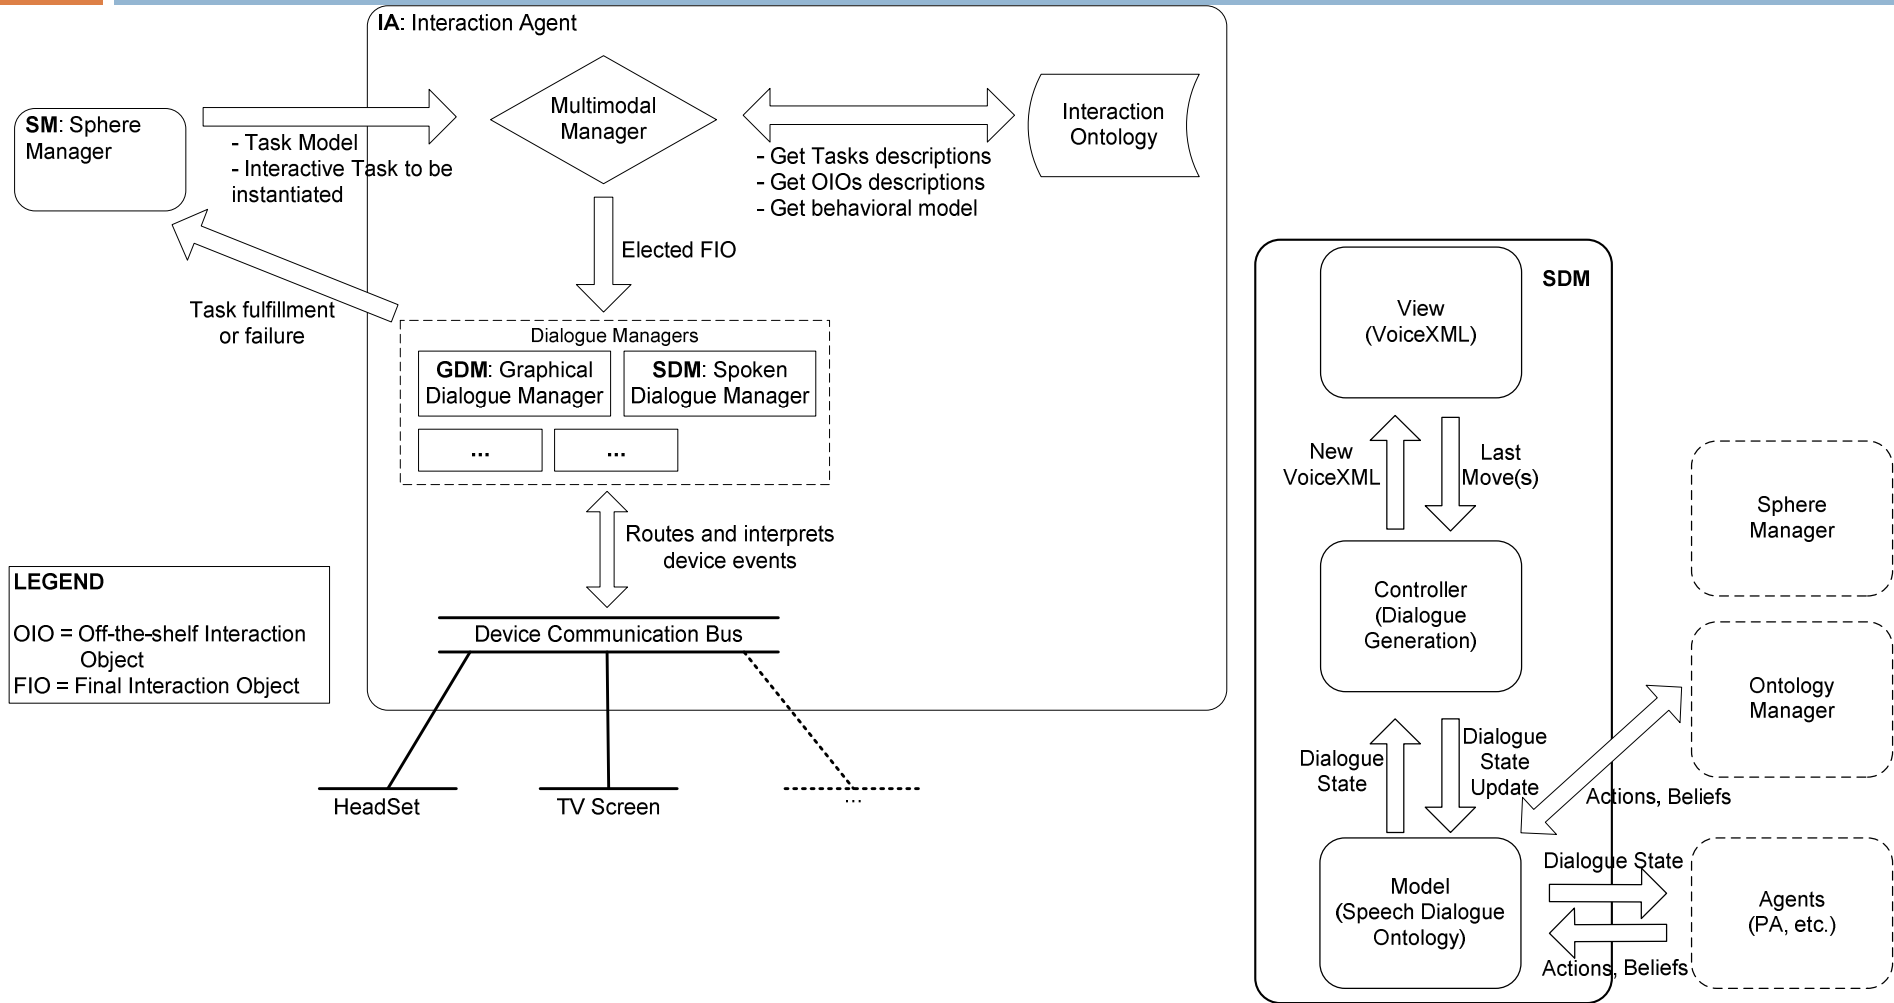 IA: Interaction Agent
SM: Sphere
Manager
- Task Model
- Interactive Task to be
instantiated
Multimodal
Manager
- Get Tasks descriptions
- Get OIOs descriptions
- Get behavioral model
Interaction
Ontology
Elected FIO
Task fulfillment
or failure
Dialogue Managers
GDM: Graphical
Dialogue Manager
SDM: Spoken
Dialogue Manager
...
...
Routes and interprets
device events
Device Communication Bus
HeadSet
TV Screen
...
LEGEND
OIO = Off-the-shelf Interaction
Object
FIO = Final Interaction Object
SDM
View
(VoiceXML)
New
VoiceXML
Last
Move(s)
Controller
(Dialogue
Generation)
Dialogue
State
Dialogue
State
Update
Model
(Speech Dialogue
Ontology)
Sphere
Manager
Ontology
Manager
Actions, Beliefs
Dialogue State
Actions, Beliefs
Agents
(PA, etc.)